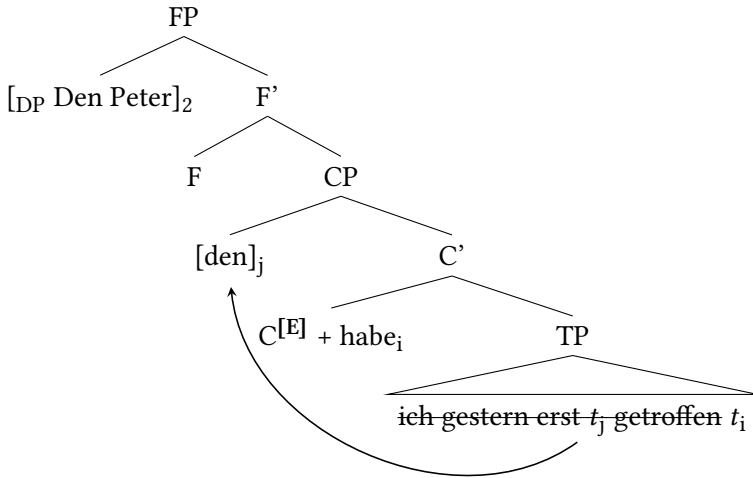 FP
[DP Den Peter]2 F’
F CP
[den]j C’
C[E] + habei TP
ich gestern erst tj getroffen ti